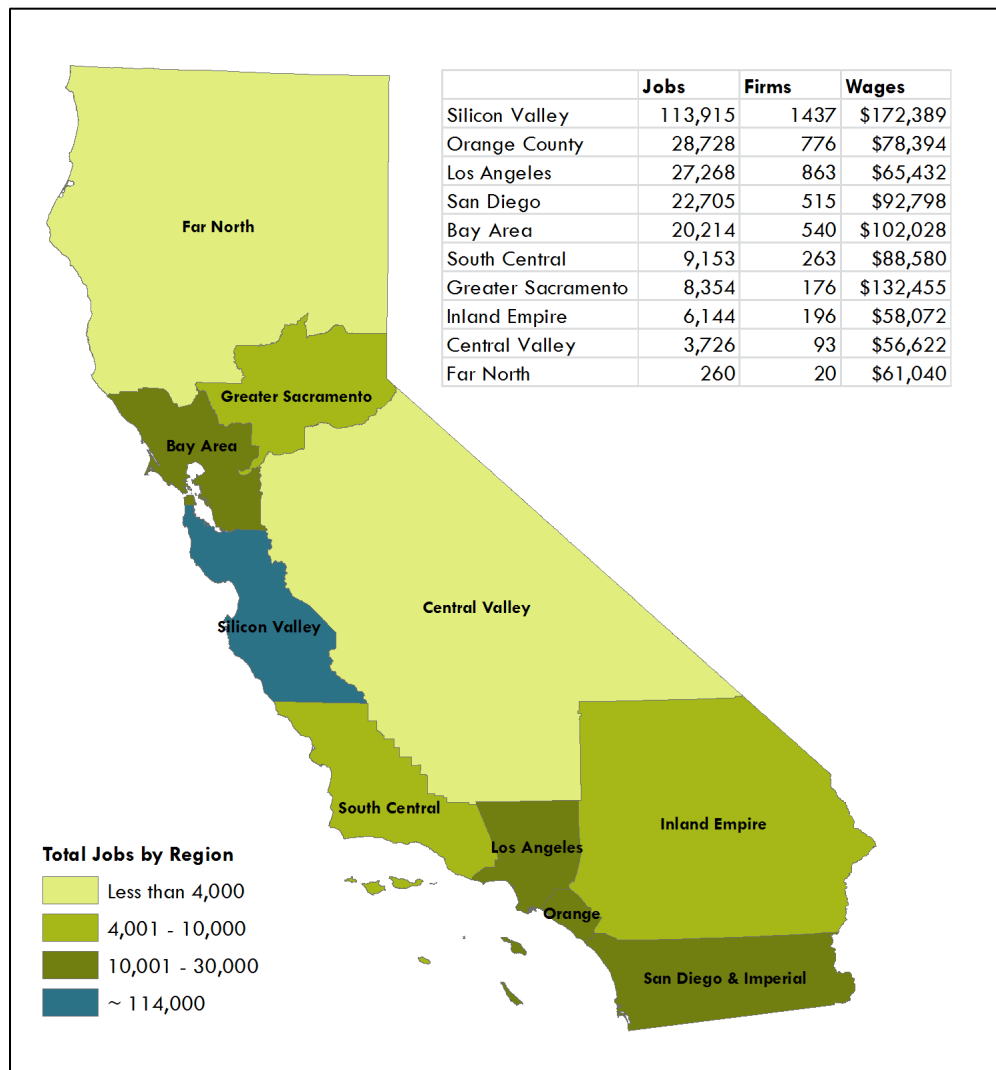 Jobs Firms Wages
Silicon Valley 113,915 1437 $172,389
Orange County 28,728 776 $78,394
Los Angeles 27,268 863 $65,432
San Diego 22,705 515 $92,798
Bay Area 20,214 540 $102,028
South Central 9,153 263 $88,580
Greater Sacramento 8,354 176 $132,455
Inland Empire 6,144 196 $58,072
Central Valley 3,726 93 $56,622
Far North 260 20 $61,040
Far North
Greater Sacramento
Bay Area
Central Valley
Silicon Valley
South Central
Inland Empire
Los Angeles
Orange
San Diego & Imperial
Total Jobs by Region
Less than 4,000
4,001 - 10,000
10,001 - 30,000
~ 114,000